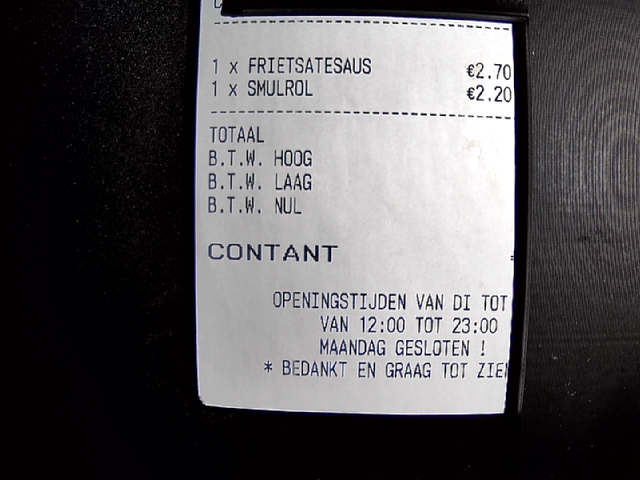 1 x FRIETSATESAUS €2.70
1 x SMULROL €2.20
TOTAAL
B.T.W. HOOG
B.T.W. LAAG
B.T.W. NUL
CONTANT
OPENINGSTIJDEN VAN DI TOT
VAN 12:00 TOT 23:00
MAANDAG GESLOTEN !
* BEDANKT EN GRAAG TOT